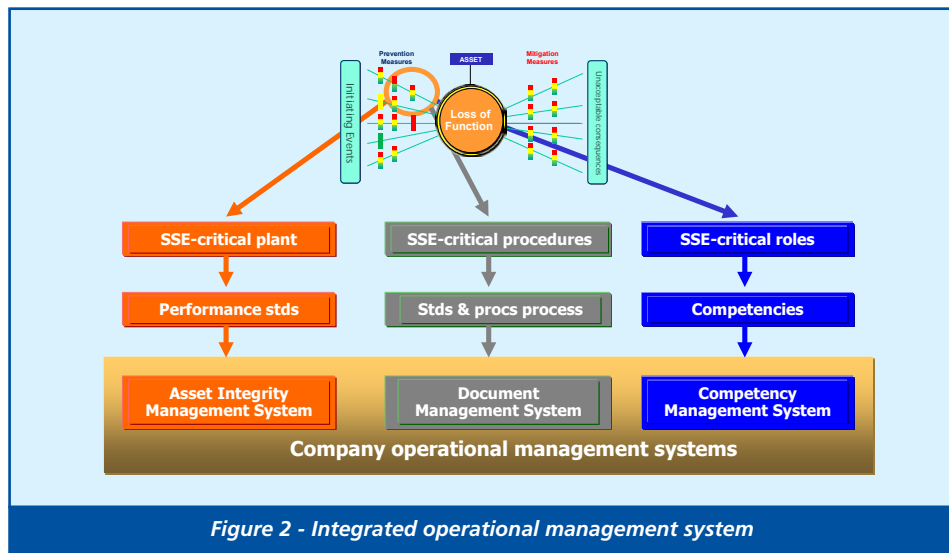 Prevention
Measures
ASSET
Mitigation
Measures
Initiating Events
Loss of
Function
Unacceptable consequences
SSE-critical plant
SSE-critical procedures
SSE-critical roles
Performance stds
Stds & procs process
Competencies
Asset Integrity
Management System
Document
Management System
Competency
Management System
Company operational management systems
Figure 2 - Integrated operational management system